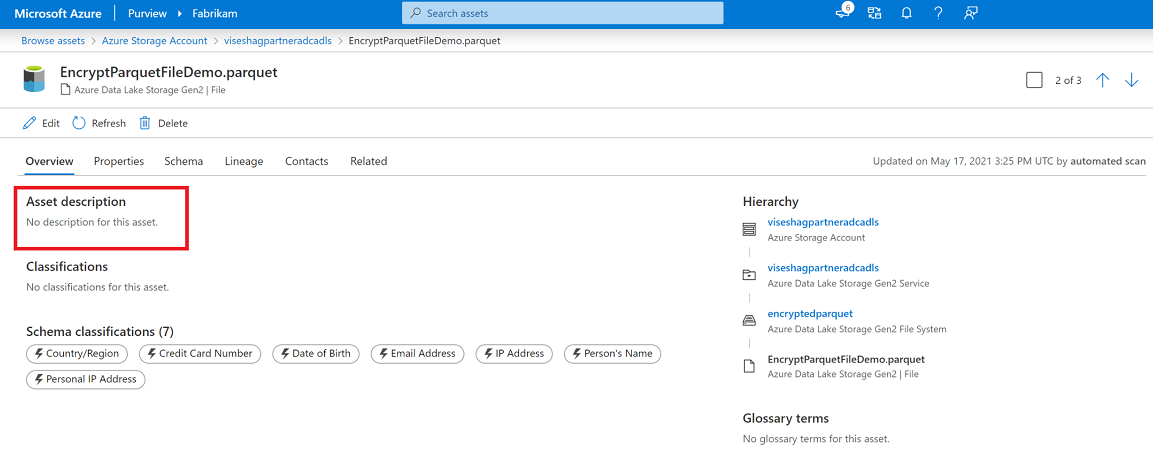 Microsoft Azure Purview Fabrikam Search assets 6
Browse assets > Azure Storage Account > viseshagpartneradcadls > EncryptParquetFileDemo.parquet
EncryptParquetFileDemo.parquet
Azure Data Lake Storage Gen2 | File
2 of 3
Edit Refresh Delete
Overview Properties Schema Lineage Contacts Related
Updated on May 17, 2021 3:25 PM UTC by automated scan
Asset description
No description for this asset.
Classifications
No classifications for this asset.
Schema classifications (7)
Country/Region Credit Card Number Date of Birth Email Address IP Address Person's Name
Personal IP Address
Hierarchy
viseshagpartneradcadls
Azure Storage Account
viseshagpartneradcadls
Azure Data Lake Storage Gen2 Service
encryptedparquet
Azure Data Lake Storage Gen2 File System
EncryptParquetFileDemo.parquet
Azure Data Lake Storage Gen2 | File
Glossary terms
No glossary terms for this asset.